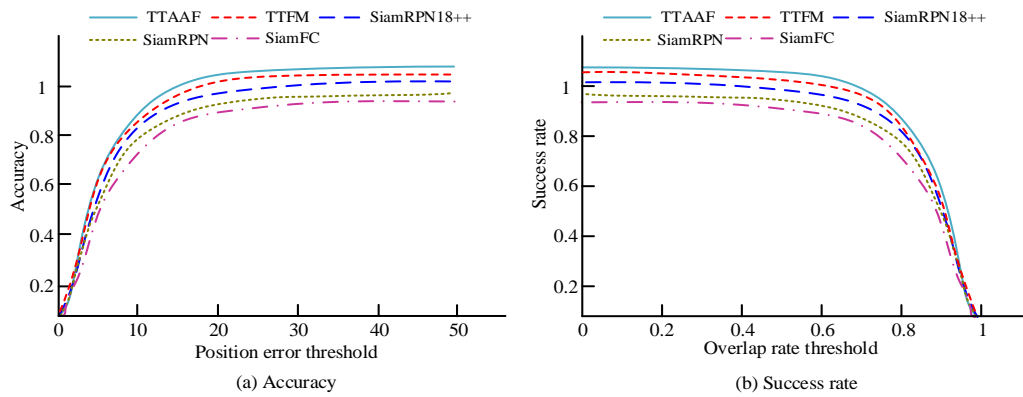 TTAAF TTFM SiamRPN18++
SiamRPN SiamFC
1
0.8
0.6
0.4
0.2
Accuracy
0 10 20 30 40 50
Position error threshold
(a) Accuracy
TTAAF TTFM SiamRPN18++
SiamRPN SiamFC
1
0.8
0.6
0.4
0.2
Success rate
0 0.2 0.4 0.6 0.8 1
Overlap rate threshold
(b) Success rate